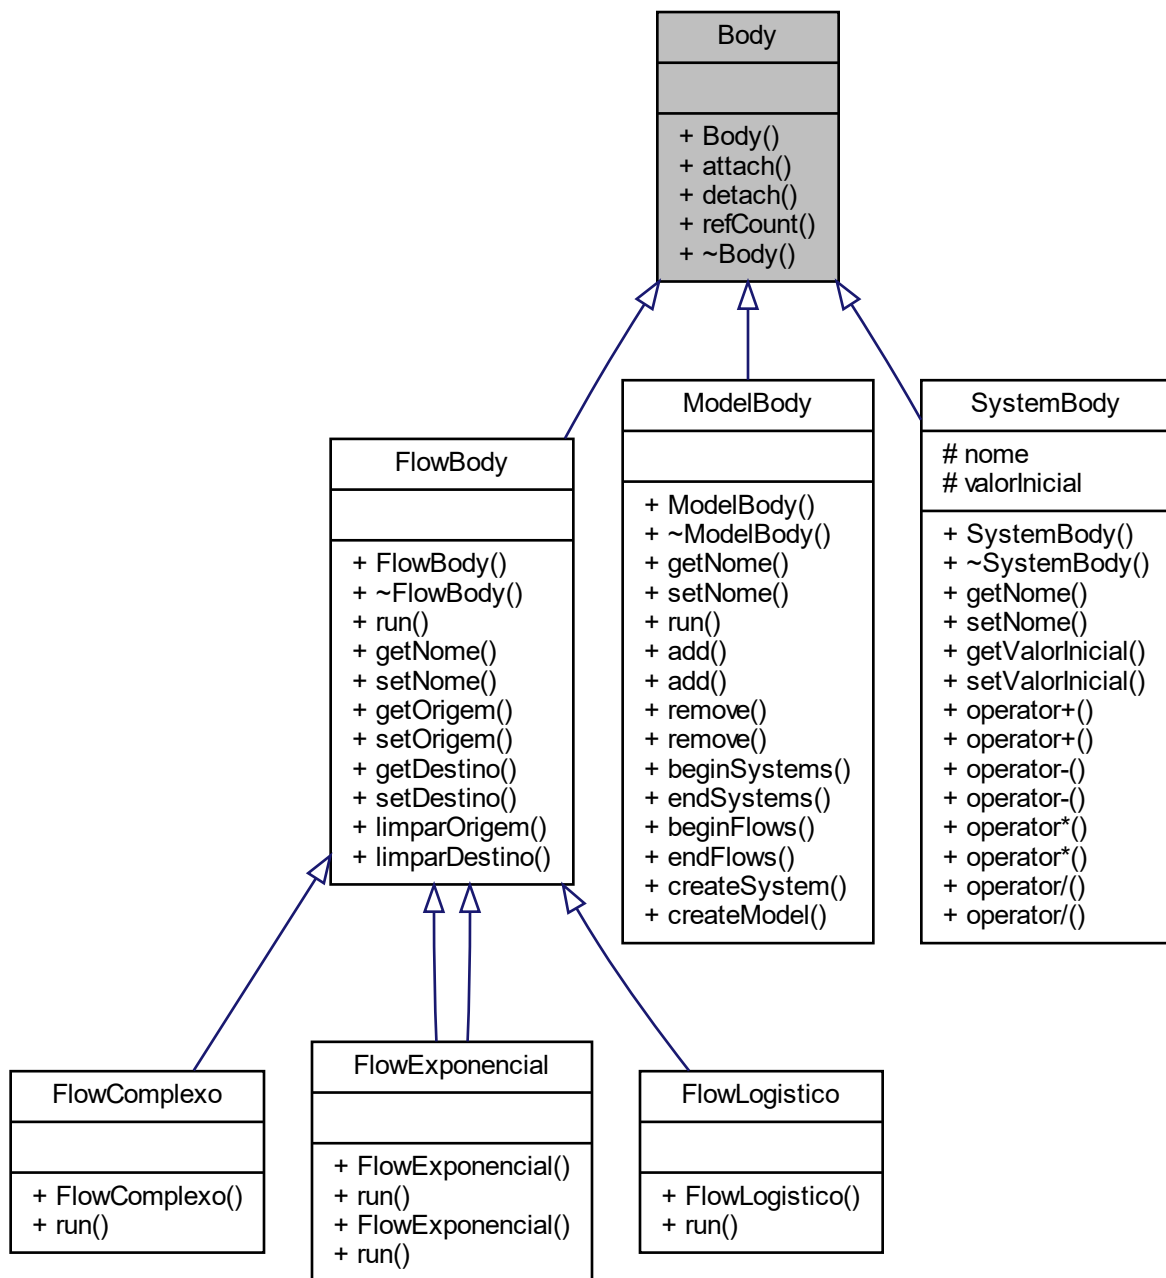 Body
+ Body()
+ attach()
+ detach()
+ refCount()
+ ~Body()
FlowBody
+ FlowBody()
+ ~FlowBody()
+ run()
+ getNome()
+ setNome()
+ getOrigem()
+ setOrigem()
+ getDestino()
+ setDestino()
+ limparOrigem()
+ limparDestino()
ModelBody
+ ModelBody()
+ ~ModelBody()
+ getNome()
+ setNome()
+ run()
+ add()
+ add()
+ remove()
+ remove()
+ beginSystems()
+ endSystems()
+ beginFlows()
+ endFlows()
+ createSystem()
+ createModel()
SystemBody
# nome
# valorInicial
+ SystemBody()
+ ~SystemBody()
+ getNome()
+ setNome()
+ getValorInicial()
+ setValorInicial()
+ operator+()
+ operator+()
+ operator-()
+ operator-()
+ operator*()
+ operator*()
+ operator/()
+ operator/()
FlowComplexo
+ FlowComplexo()
+ run()
FlowExponencial
+ FlowExponencial()
+ run()
+ FlowExponencial()
+ run()
FlowLogistico
+ FlowLogistico()
+ run()